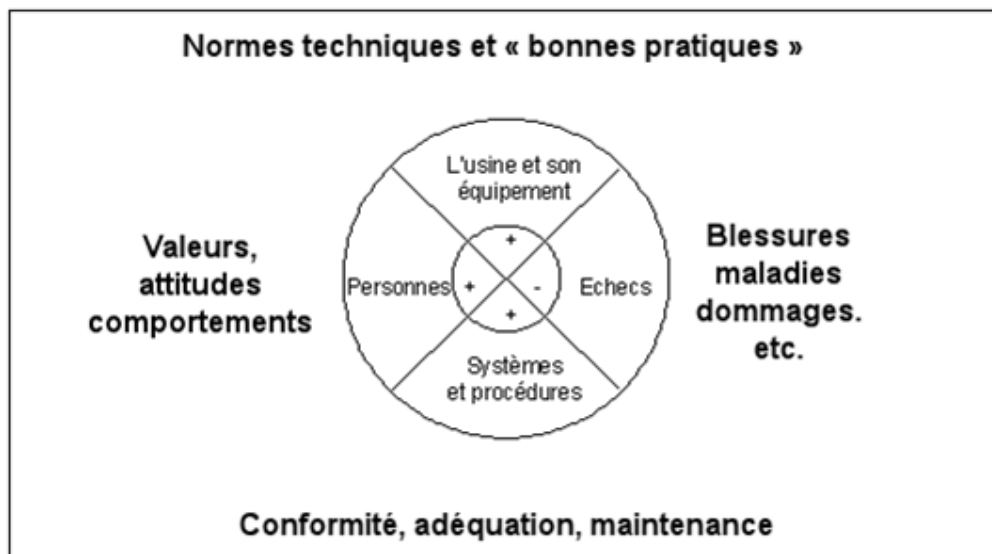 Normes techniques et « bonnes pratiques »
L'usine et son
équipement
Valeurs,
attitudes
comportements
Personnes
+
+
-
+
Echecs
Blessures
maladies
dommages.
etc.
Systèmes
et procédures
Conformité, adéquation, maintenance